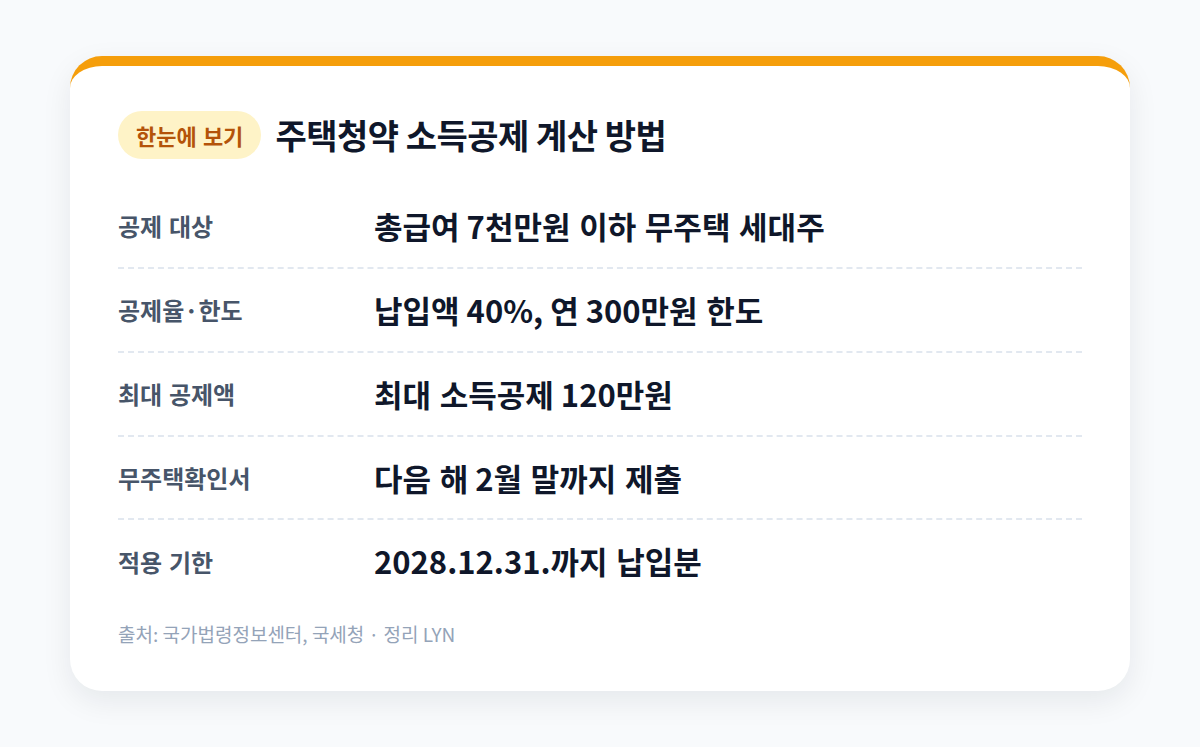 한눈에 보기 주택청약 소득공제 계산 방법
공제 대상 총급여 7천만원 이하 무주택 세대주
공제율·한도 납입액 40%, 연 300만원 한도
최대 공제액 최대 소득공제 120만원
무주택확인서 다음 해 2월 말까지 제출
적용 기한 2028.12.31.까지 납입분
출처: 국가법령정보센터, 국세청 · 정리 LYN